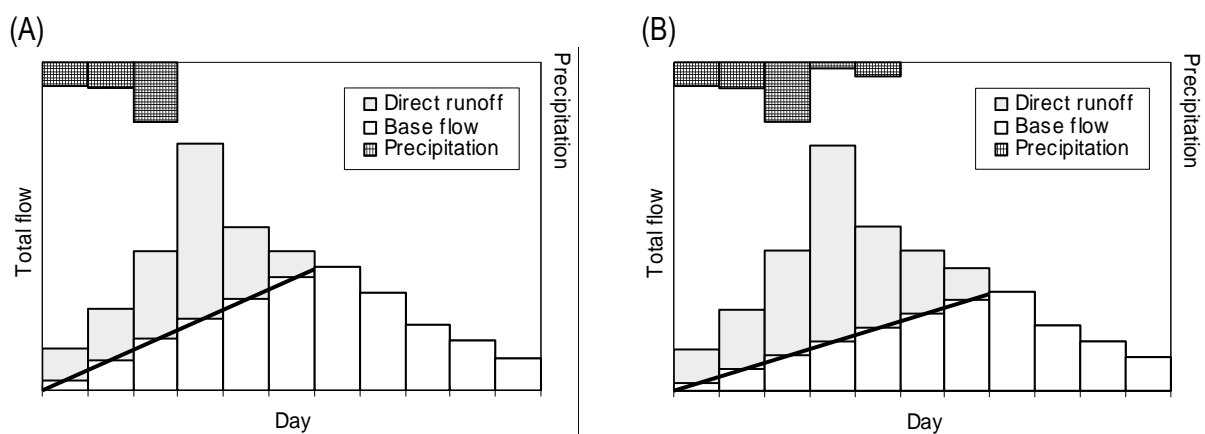 (A)
Precipitation
Direct runoff
Base flow
Precipitation
Total flow
Day
(B)
Precipitation
Direct runoff
Base flow
Precipitation
Total flow
Day